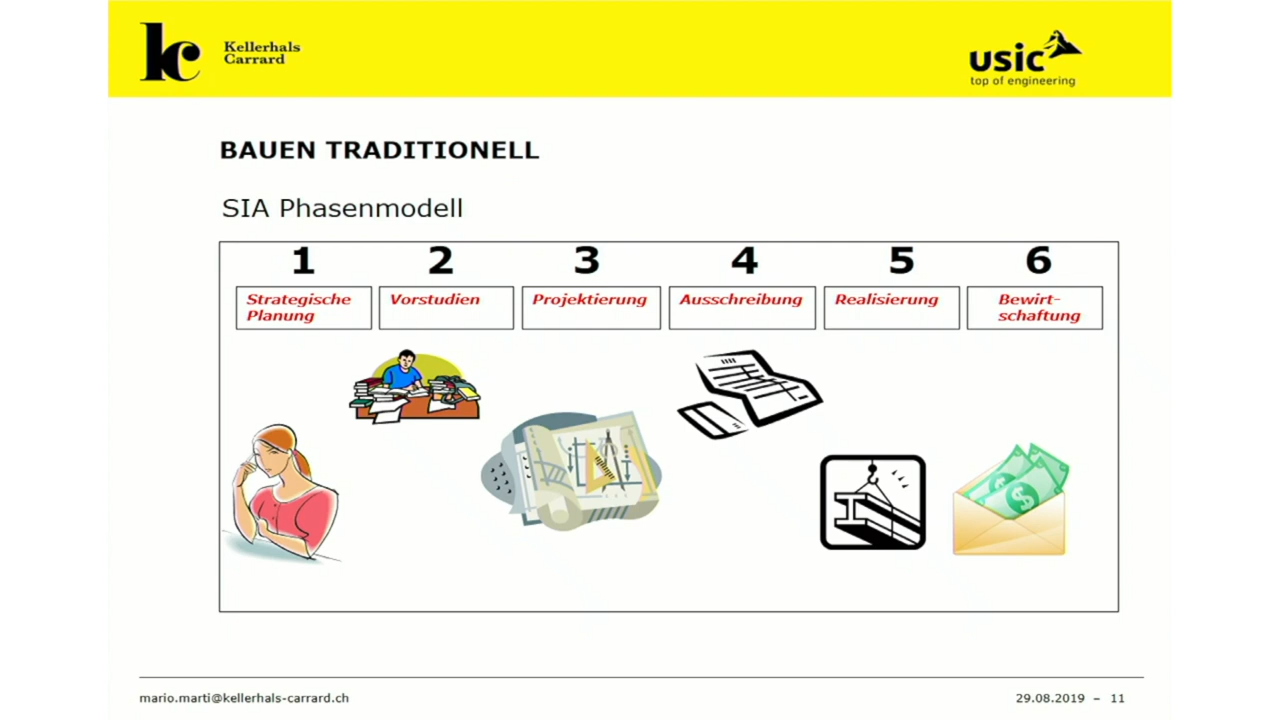 kc
Kellerhals
Carrard
usic
top of engineering
BAUEN TRADITIONELL
SIA Phasenmodell
1 2 3 4 5 6
Strategische
Planung
Vorstudien
Projektierung
Ausschreibung
Realisierung
Bewirt-
schaftung
mario.marti@kellerhals-carrard.ch
29.08.2019 – 11